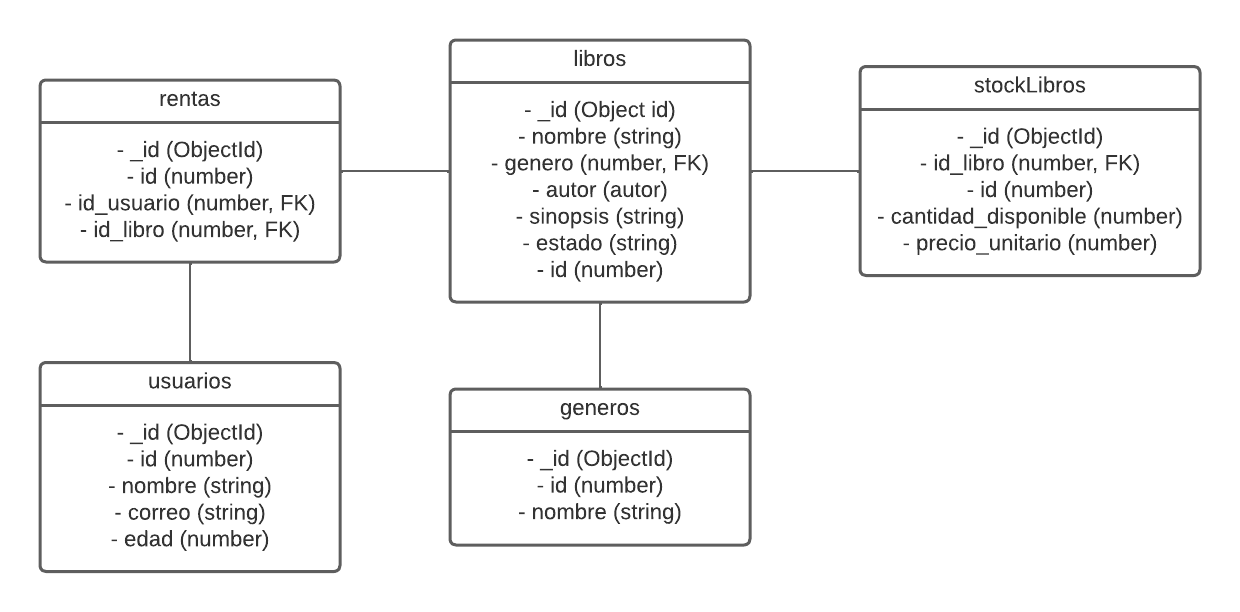 rentas
- _id (ObjectId)
- id (number)
- id_usuario (number, FK)
- id_libro (number, FK)
libros
- _id (Object id)
- nombre (string)
- genero (number, FK)
- autor (autor)
- sinopsis (string)
- estado (string)
- id (number)
stockLibros
- _id (ObjectId)
- id_libro (number, FK)
- id (number)
- cantidad_disponible (number)
- precio_unitario (number)
usuarios
- _id (ObjectId)
- id (number)
- nombre (string)
- correo (string)
- edad (number)
generos
- _id (ObjectId)
- id (number)
- nombre (string)